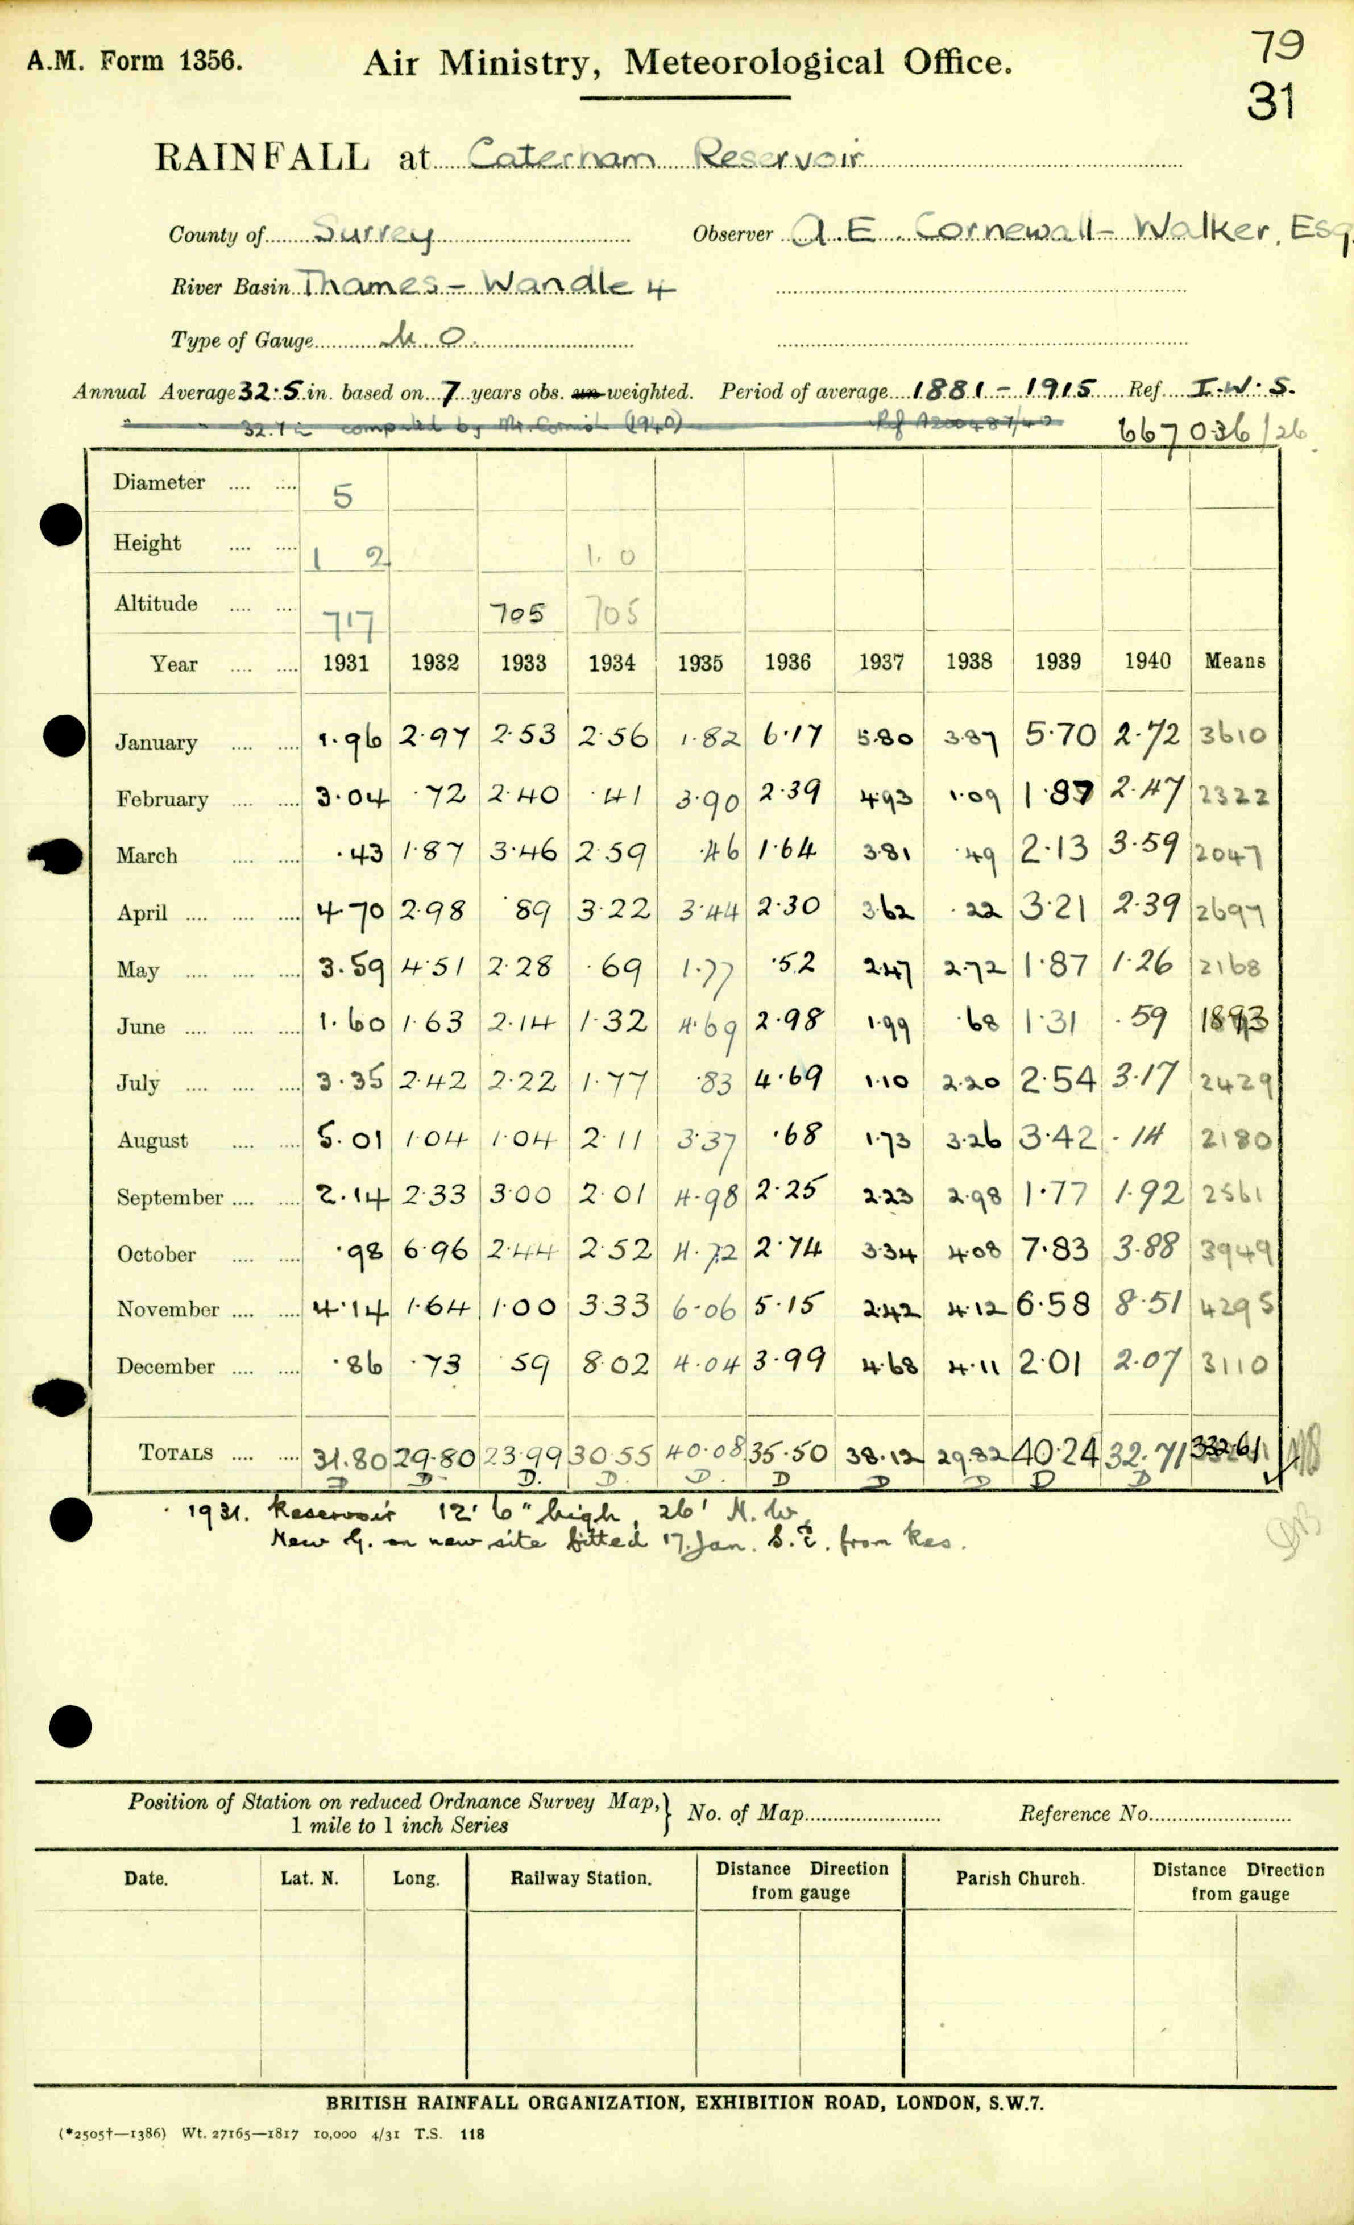 79
A.M. Form 1356. Air Ministry, Meteorological Office.
31
RAINFALL at Caterham Reservoir
County of Surrey Observer A.E. Cornewall-Walker, Esq
River Basin Thames - Wandle 4
Type of Gauge M.O.
Annual Average 32.5 in. based on 7 years obs. un-weighted. Period of average 1881-1915 Ref. I.W.S.
" " 32.7 in computed by Mr. Cornish (1940) Ref A200487/40 667036/26
Diameter 5
Height 1 2 1.0
Altitude 717 705 705
Year 1931 1932 1933 1934 1935 1936 1937 1938 1939 1940 Means
January 1.96 2.97 2.53 2.56 1.82 6.17 5.80 3.87 5.70 2.72 3610
February 3.04 .72 2.40 .41 3.90 2.39 4.93 1.09 1.87 2.47 2322
March .43 1.87 3.46 2.59 .46 1.64 3.81 .49 2.13 3.59 2047
April 4.70 2.98 .89 3.22 3.44 2.30 3.62 .22 3.21 2.39 2697
May 3.59 4.51 2.28 .69 1.77 .52 2.47 2.72 1.87 1.26 2168
June 1.60 1.63 2.14 1.32 4.69 2.98 1.99 .68 1.31 .59 1893
July 3.35 2.42 2.22 1.77 .83 4.69 1.10 2.20 2.54 3.17 2429
August 5.01 1.04 1.04 2.11 3.37 .68 1.73 3.26 3.42 .14 2180
September 2.14 2.33 3.00 2.01 4.98 2.25 2.23 2.98 1.77 1.92 2561
October .98 6.96 2.44 2.52 4.72 2.74 3.34 4.08 7.83 3.88 3949
November 4.14 1.64 1.00 3.33 6.06 5.15 2.42 4.12 6.58 8.51 4295
December .86 .73 .59 8.02 4.04 3.99 4.68 4.11 2.01 2.07 3110
TOTALS 31.80 29.80 23.99 30.55 40.08 35.50 38.12 29.82 40.24 32.71 33261
D D. D. D. D. D D D D D
1931. Reservoir 12' 6" high, 26' N.W.
New G. on new site fitted 17. Jan. S.E. from Res.
Position of Station on reduced Ordnance Survey Map, 1 mile to 1 inch Series } No. of Map Reference No.
Date. Lat. N. Long. Railway Station. Distance Direction from gauge Parish Church. Distance Direction from gauge
BRITISH RAINFALL ORGANIZATION, EXHIBITION ROAD, LONDON, S.W.7.
(*2505†—1386) Wt. 27165—1817 10,000 4/31 T.S. 118